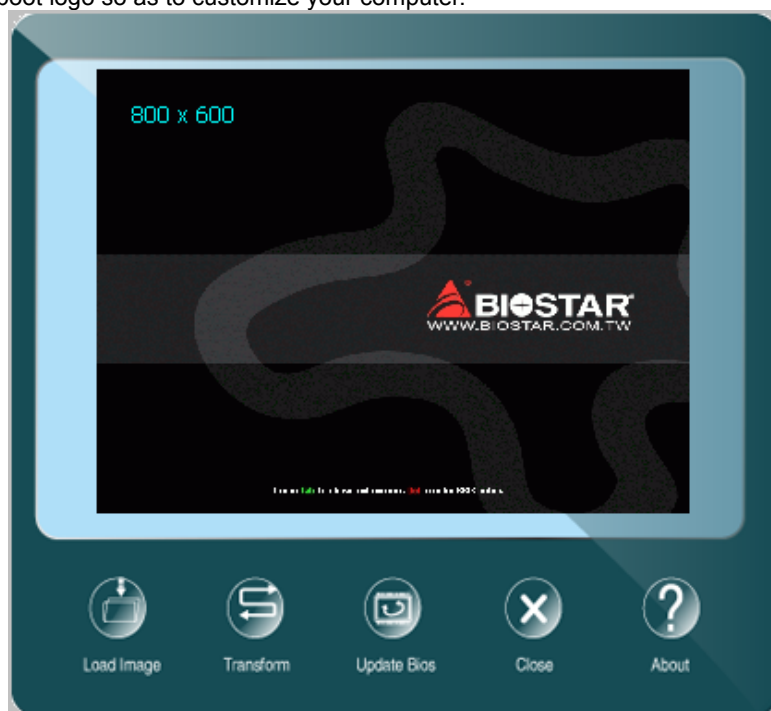 boot logo so as to customize your computer.
800 x 600
BIOSTAR
WWW.BIOSTAR.COM.TW
Load Image
Transform
Update Bios
Close
About